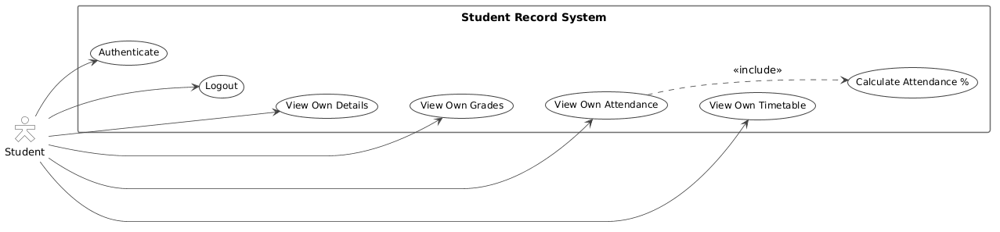 Student Record System
Authenticate
Logout
View Own Details
View Own Grades
View Own Attendance
«include»
View Own Timetable
Calculate Attendance %
Student